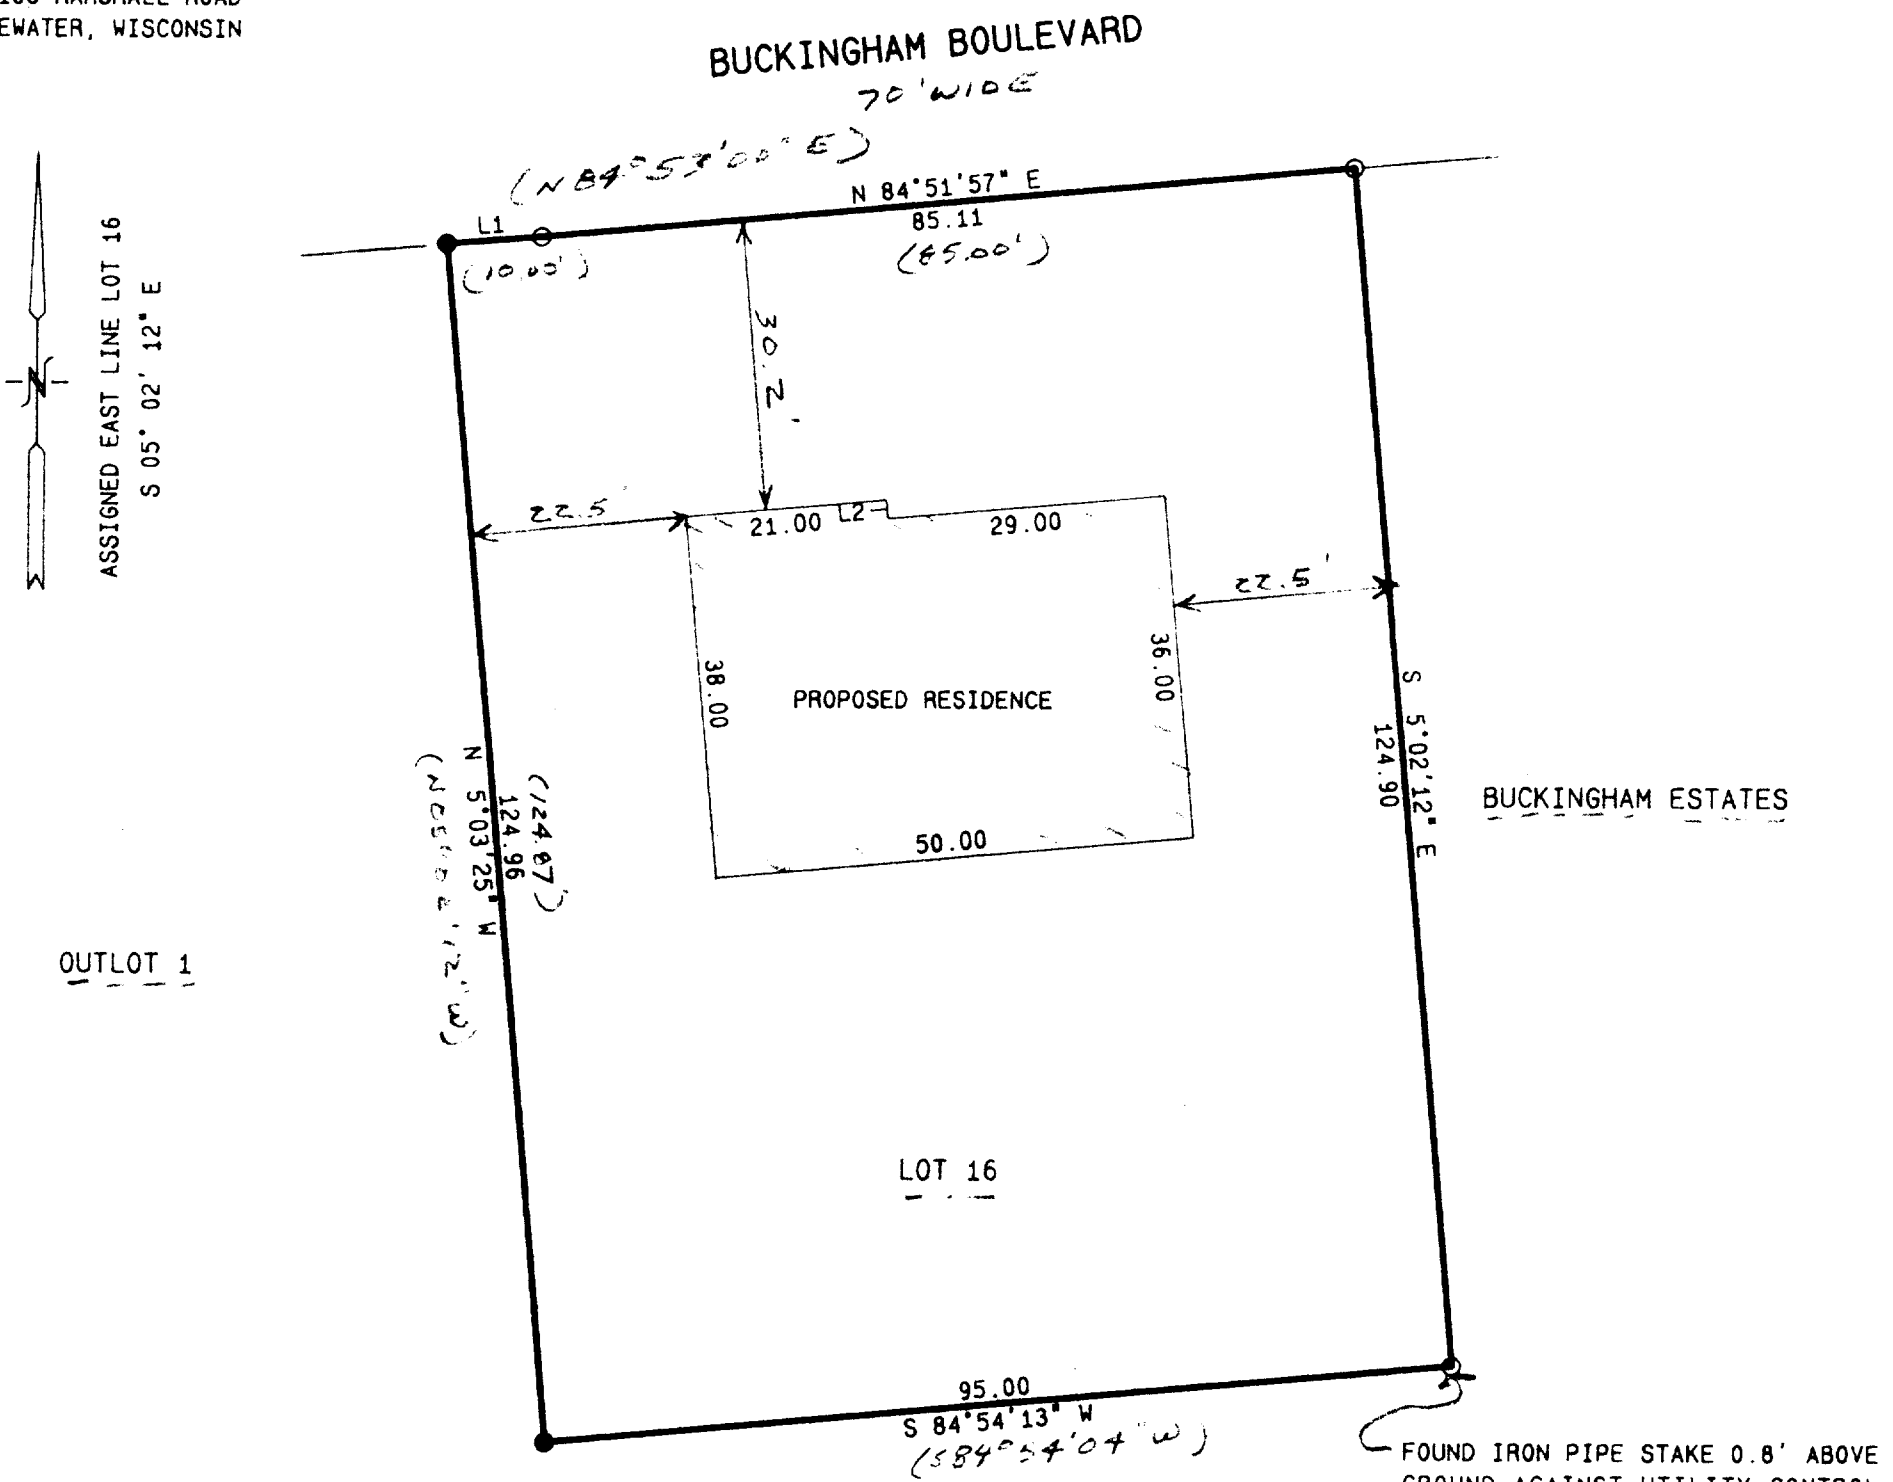 EWATER, WISCONSIN
BUCKINGHAM BOULEVARD
70' WIDE
(N 84°53'00" E)
N 84°51'57" E
L1
85.11
(10.00')
(85.00')
ASSIGNED EAST LINE LOT 16
S 05° 02' 12" E
N
30.2'
22.5'
21.00
L2
29.00
22.5'
38.00
36.00
PROPOSED RESIDENCE
50.00
S 5°02'12" E
124.90
BUCKINGHAM ESTATES
(124.87')
124.96
N 5°03'25" W
(N05°02'12"W)
OUTLOT 1
LOT 16
95.00
S 84°54'13" W
(S84°54'04"W)
FOUND IRON PIPE STAKE 0.8' ABOVE